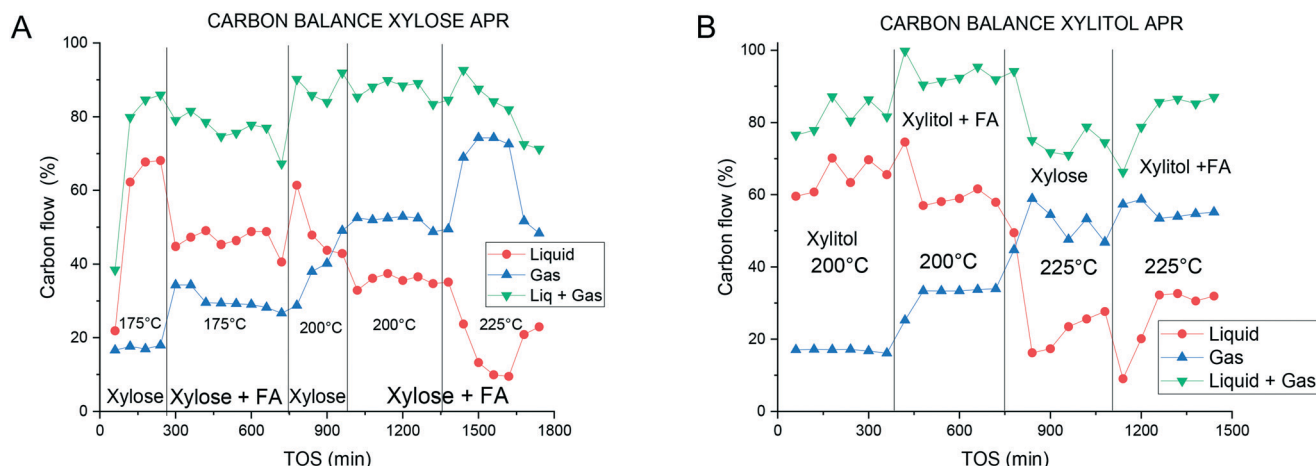 A
CARBON BALANCE XYLOSE APR
100
80
60
40
20
0
Carbon flow (%)
175°C
175°C
200°C
200°C
225°C
Xylose
Xylose + FA
Xylose
Xylose + FA
Liquid
Gas
Liq + Gas
0
300
600
900
1200
1500
1800
TOS (min)
B
CARBON BALANCE XYLITOL APR
100
80
60
40
20
0
Carbon flow (%)
Xylitol + FA
Xylose
Xylitol +FA
Xylitol
200°C
200°C
225°C
225°C
Liquid
Gas
Liquid + Gas
0
300
600
900
1200
1500
TOS (min)